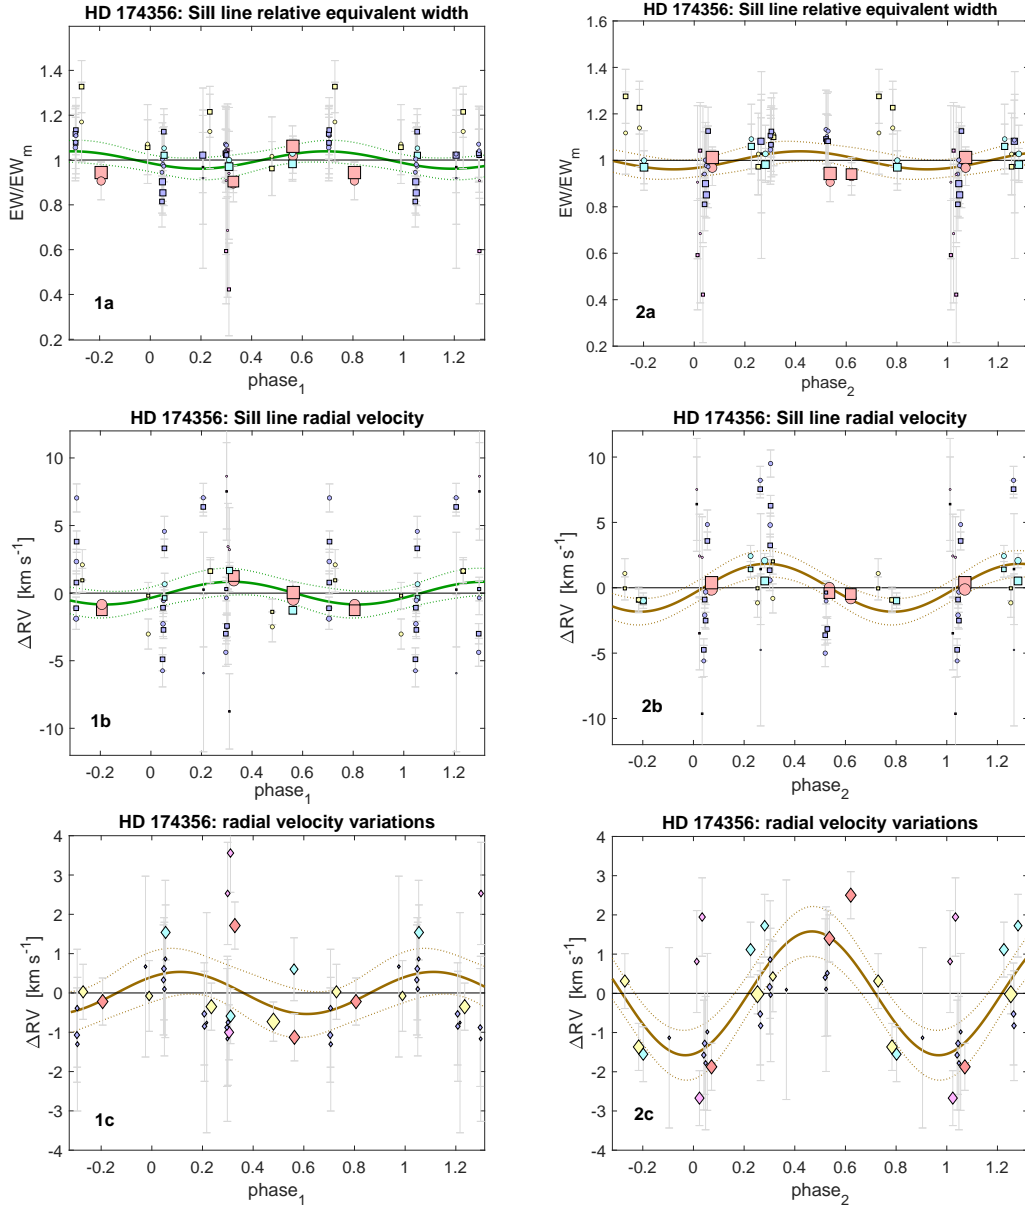 HD 174356: SiII line relative equivalent width
EW/EW_m
1.4
1.2
1
0.8
0.6
0.4
0.2
1a
-0.2 0 0.2 0.4 0.6 0.8 1 1.2
phase_1
HD 174356: SiII line relative equivalent width
EW/EW_m
1.6
1.4
1.2
1
0.8
0.6
0.4
0.2
2a
-0.2 0 0.2 0.4 0.6 0.8 1 1.2
phase_2
HD 174356: SiII line radial velocity
ΔRV [km s⁻¹]
10
5
0
-5
-10
1b
-0.2 0 0.2 0.4 0.6 0.8 1 1.2
phase_1
HD 174356: SiII line radial velocity
ΔRV [km s⁻¹]
10
5
0
-5
-10
2b
-0.2 0 0.2 0.4 0.6 0.8 1 1.2
phase_2
HD 174356: radial velocity variations
ΔRV [km s⁻¹]
4
3
2
1
0
-1
-2
-3
-4
1c
-0.2 0 0.2 0.4 0.6 0.8 1 1.2
phase_1
HD 174356: radial velocity variations
ΔRV [km s⁻¹]
4
3
2
1
0
-1
-2
-3
-4
2c
-0.2 0 0.2 0.4 0.6 0.8 1 1.2
phase_2